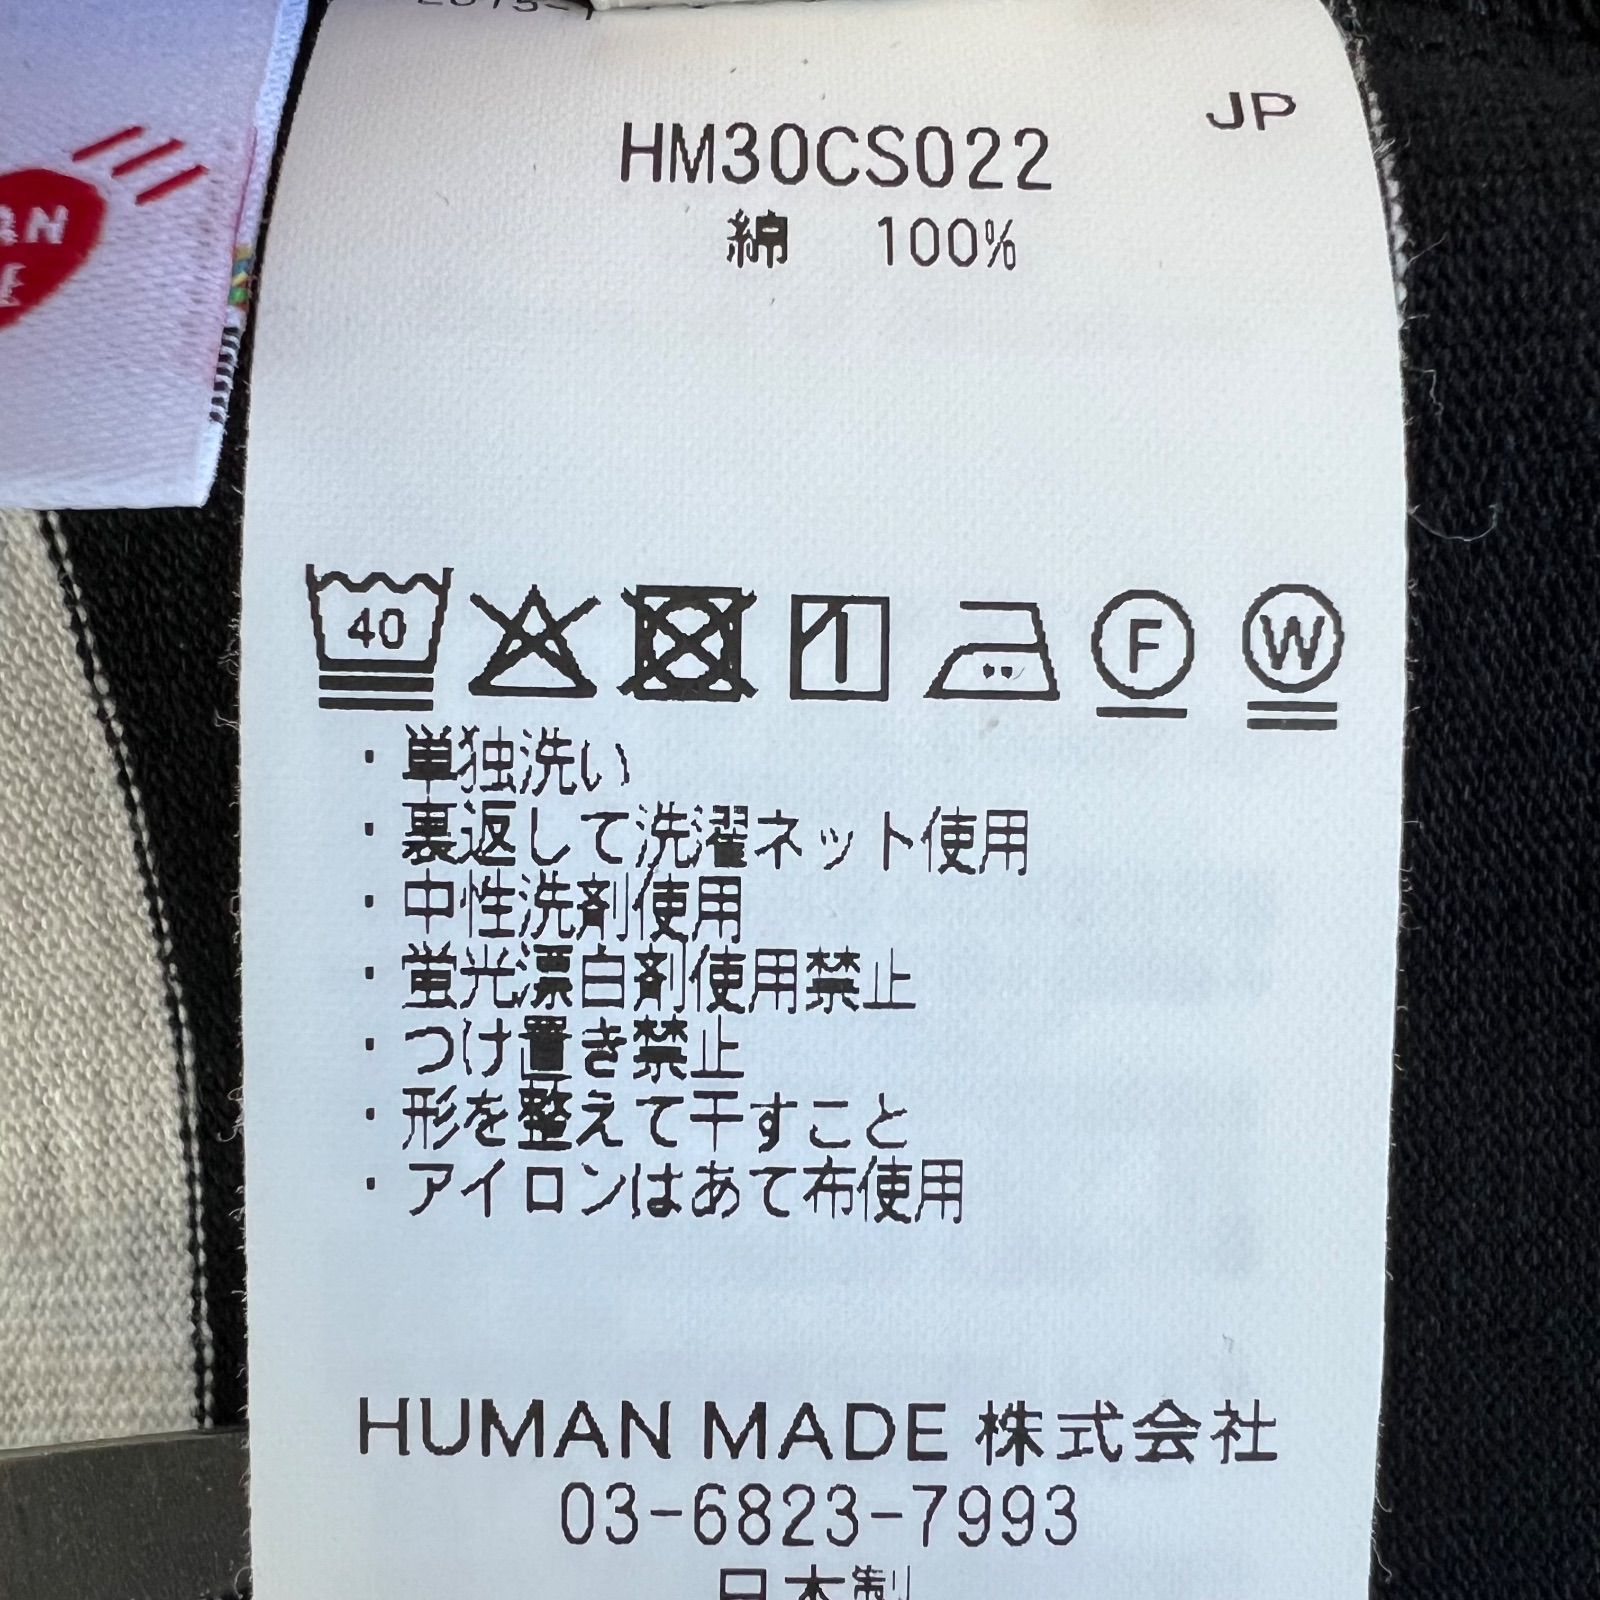 JP
HM30CS022
綿 100%
40
F
W
・単独洗い
・裏返して洗濯ネット使用
・中性洗剤使用
・蛍光漂白剤使用禁止
・つけ置き禁止
・形を整えて干すこと
・アイロンはあて布使用
HUMAN MADE 株式会社
03-6823-7993
日本製